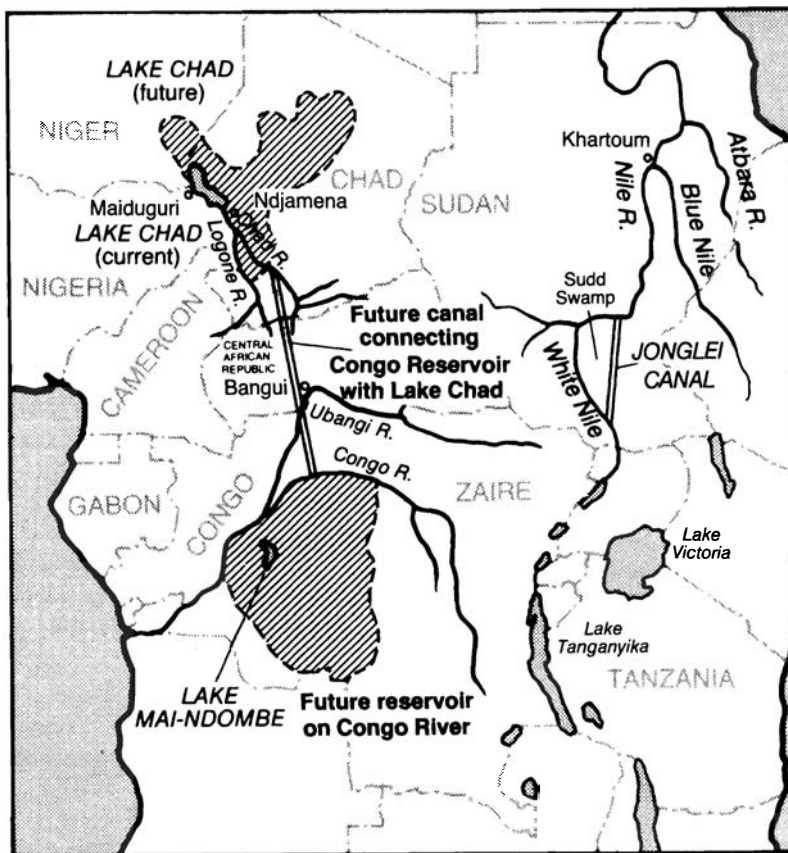 LAKE CHAD
(future)
NIGER
Khartoum
Atbara R.
CHAD
Ndjamena
Nile R.
Blue Nile
Maiduguri
SUDAN
LAKE CHAD
(current)
Chari R.
Logone R.
NIGERIA
Sudd
Swamp
CAMEROON
Future canal
connecting
Congo Reservoir
with Lake Chad
CENTRAL
AFRICAN
REPUBLIC
JONGLEI
CANAL
Bangui
White Nile
Ubangi R.
Congo R.
ZAIRE
GABON
CONGO
Lake
Victoria
Lake
Tanganyika
TANZANIA
LAKE
MAI-NDOMBE
Future reservoir
on Congo River